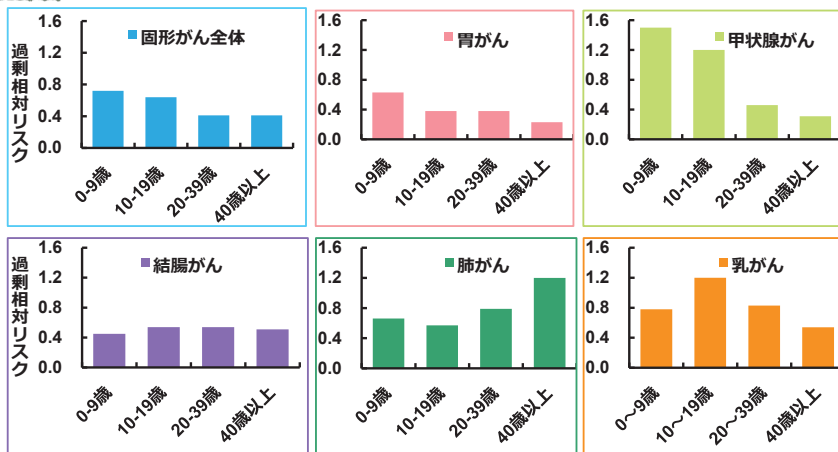 過剰相対リスク
1.6
1.2
0.8
0.4
0.0
固形がん全体
0-9歳
10-19歳
20-39歳
40歳以上
1.6
1.2
0.8
0.4
0.0
胃がん
0-9歳
10-19歳
20-39歳
40歳以上
1.6
1.2
0.8
0.4
0.0
甲状腺がん
0-9歳
10-19歳
20-39歳
40歳以上
過剰相対リスク
1.6
1.2
0.8
0.4
0.0
結腸がん
0-9歳
10-19歳
20-39歳
40歳以上
1.6
1.2
0.8
0.4
0.0
肺がん
0-9歳
10-19歳
20-39歳
40歳以上
1.6
1.2
0.8
0.4
0.0
乳がん
0～9歳
10～19歳
20～39歳
40歳以上